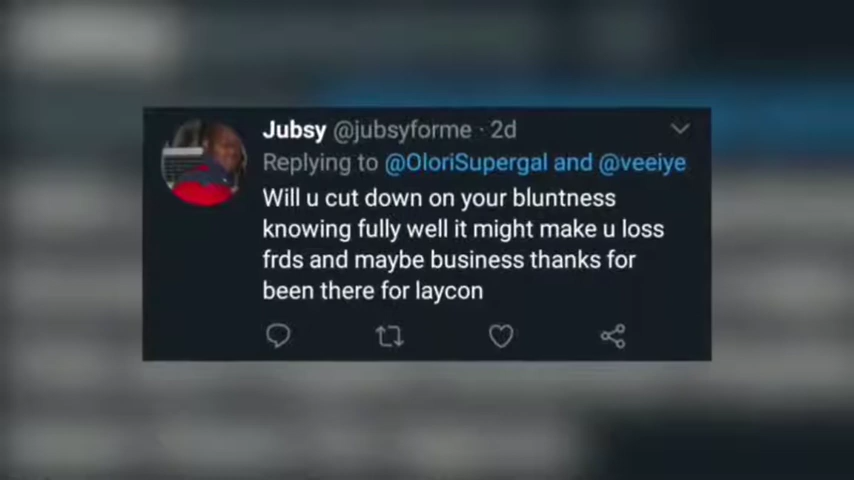 Jubsy @jubsyforme · 2d
Replying to @OloriSupergal and @veeiye
Will u cut down on your bluntness
knowing fully well it might make u loss
frds and maybe business thanks for
been there for laycon